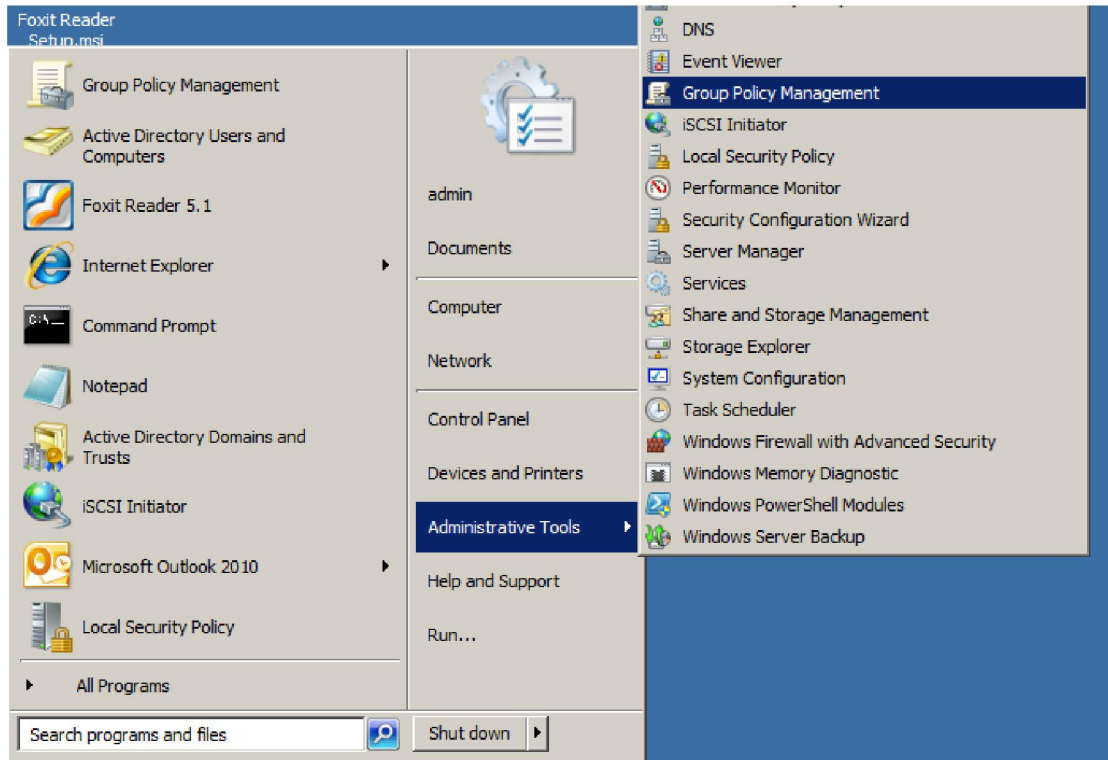 Foxit Reader
Setup.msi
Group Policy Management
Active Directory Users and
Computers
Foxit Reader 5.1
Internet Explorer
Command Prompt
Notepad
Active Directory Domains and
Trusts
iSCSI Initiator
Microsoft Outlook 2010
Local Security Policy
All Programs
Search programs and files
admin
Documents
Computer
Network
Control Panel
Devices and Printers
Administrative Tools
Help and Support
Run...
Shut down
DNS
Event Viewer
Group Policy Management
iSCSI Initiator
Local Security Policy
Performance Monitor
Security Configuration Wizard
Server Manager
Services
Share and Storage Management
Storage Explorer
System Configuration
Task Scheduler
Windows Firewall with Advanced Security
Windows Memory Diagnostic
Windows PowerShell Modules
Windows Server Backup